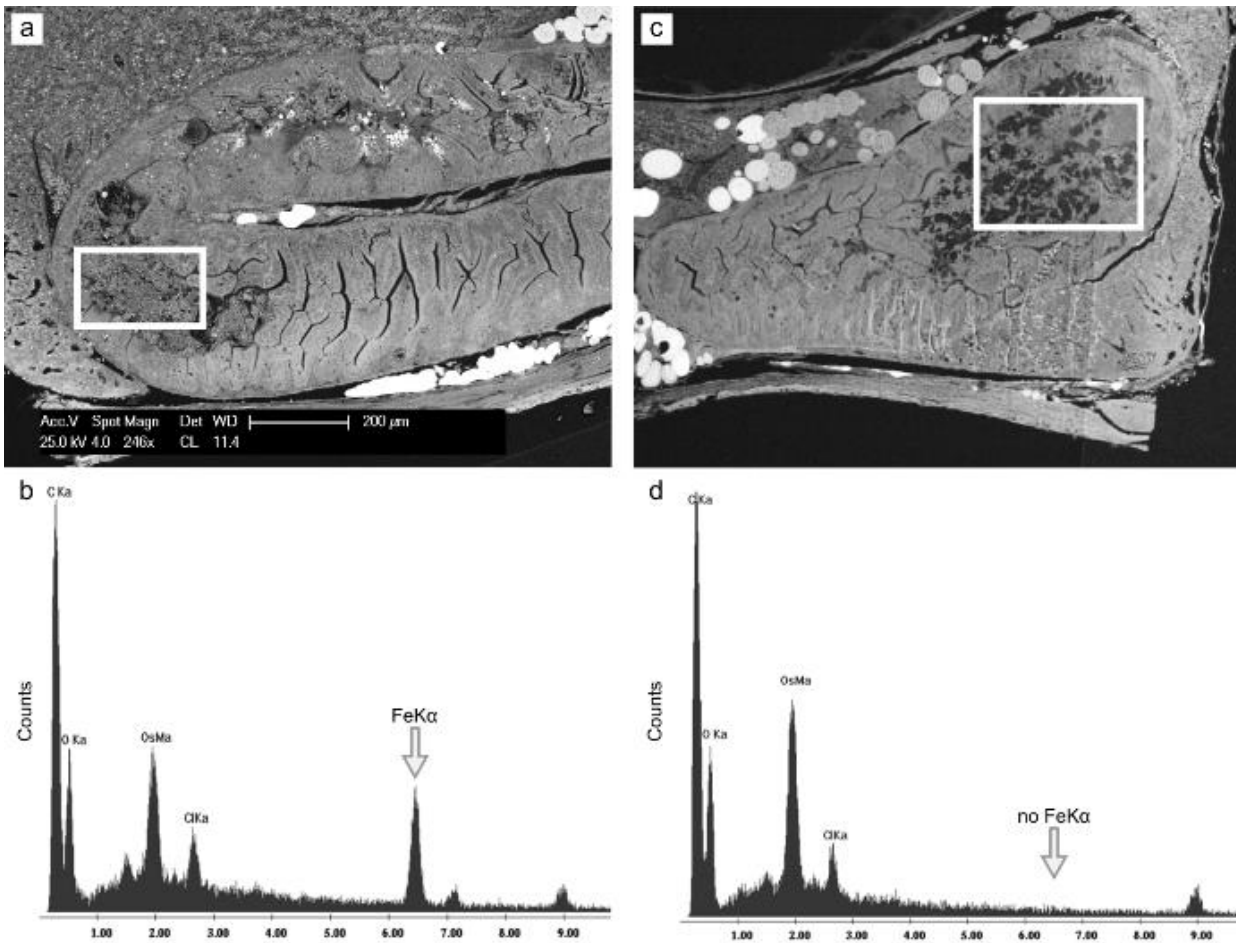 a
c
Acc.V Spot Magn Det WD 200 µm
25.0 kV 4.0 246x CL 11.4
b
C Ka
O Ka
OsMa
ClKa
FeKα
Counts
1.00 2.00 3.00 4.00 5.00 6.00 7.00 8.00 9.00
d
CKa
O Ka
OsMa
ClKa
no FeKα
Counts
1.00 2.00 3.00 4.00 5.00 6.00 7.00 8.00 9.00